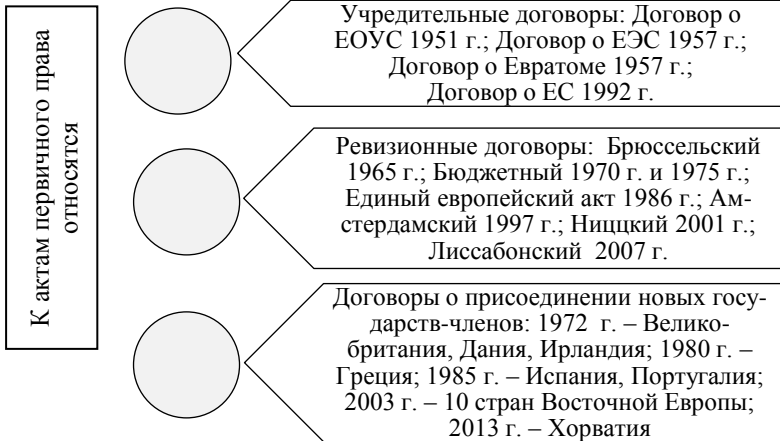 К актам первичного права
относятся
Учредительные договоры: Договор о
ЕОУС 1951 г.; Договор о ЕЭС 1957 г.;
Договор о Евратоме 1957 г.;
Договор о ЕС 1992 г.
Ревизионные договоры: Брюссельский
1965 г.; Бюджетный 1970 г. и 1975 г.;
Единый европейский акт 1986 г.; Ам-
стердамский 1997 г.; Ниццкий 2001 г.;
Лиссабонский 2007 г.
Договоры о присоединении новых госу-
дарств-членов: 1972 г. – Велико-
британия, Дания, Ирландия; 1980 г. –
Греция; 1985 г. – Испания, Португалия;
2003 г. – 10 стран Восточной Европы;
2013 г. – Хорватия